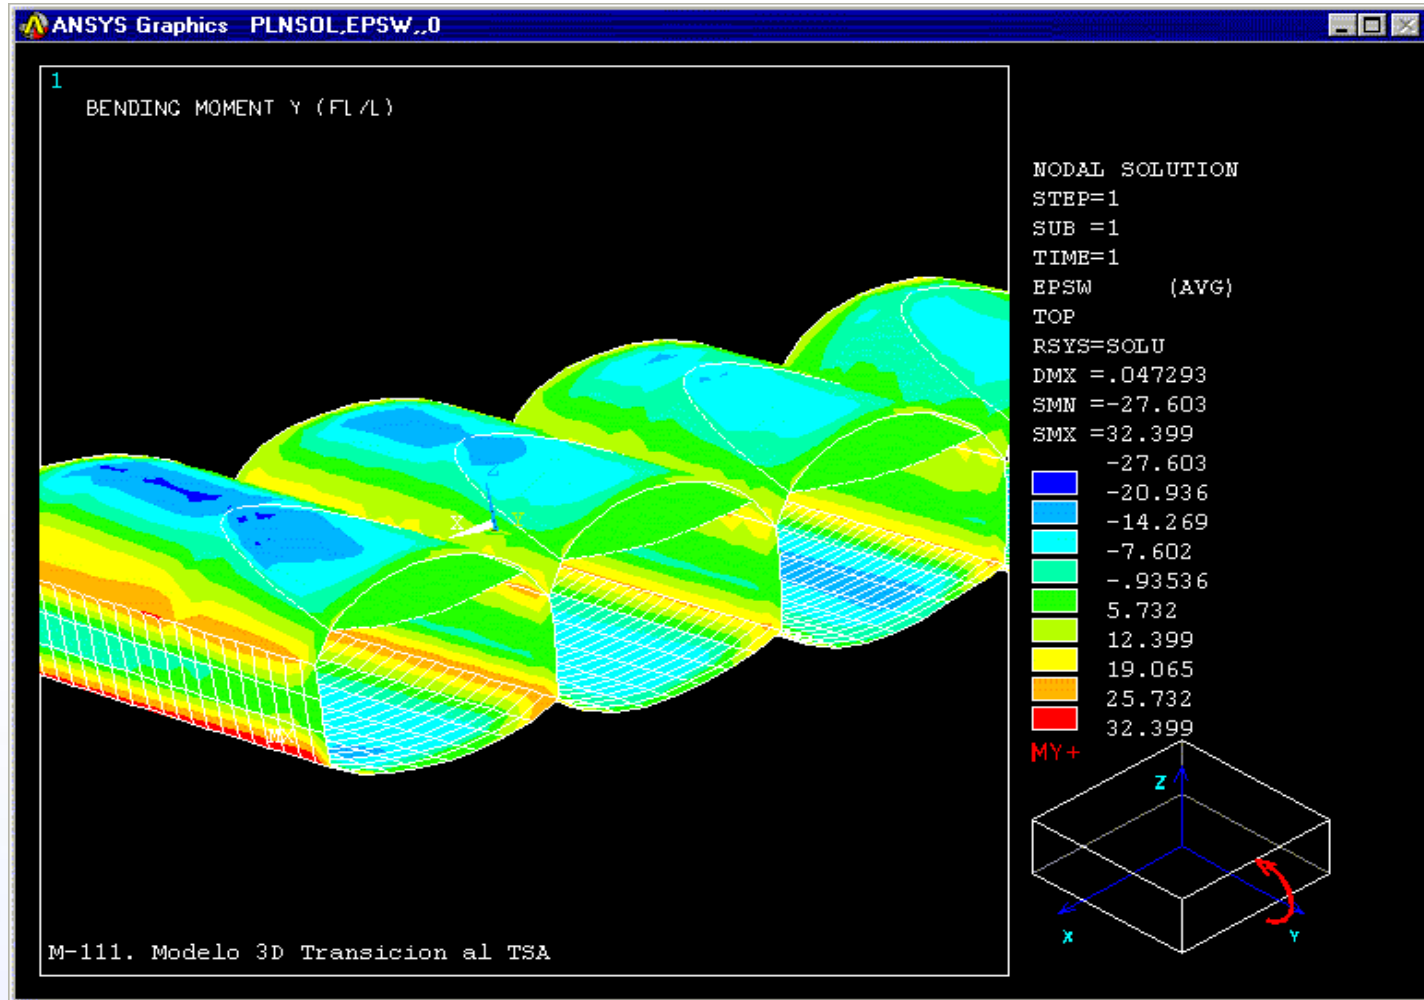 ANSYS Graphics PLNSOL,EPSW,,0
1
BENDING MOMENT Y (FL/L)
NODAL SOLUTION
STEP=1
SUB =1
TIME=1
EPSW (AVG)
TOP
RSYS=SOLU
DMX =.047293
SMN =-27.603
SMX =32.399
-27.603
-20.936
-14.269
-7.602
-.93536
5.732
12.399
19.065
25.732
32.399
MY+
Z
X
Y
Z
X Y
MX
M-111. Modelo 3D Transicion al TSA